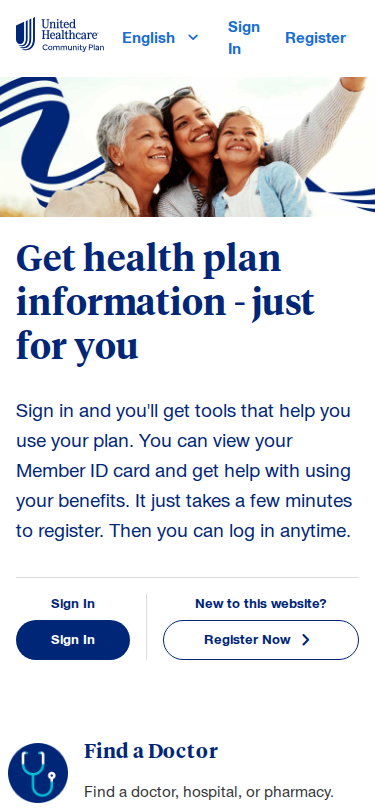 United
Healthcare
Community Plan
English
Sign
In
Register
Get health plan
information - just
for you
Sign in and you'll get tools that help you
use your plan. You can view your
Member ID card and get help with using
your benefits. It just takes a few minutes
to register. Then you can log in anytime.
Sign In
New to this website?
Sign In
Register Now
Find a Doctor
Find a doctor, hospital, or pharmacy.